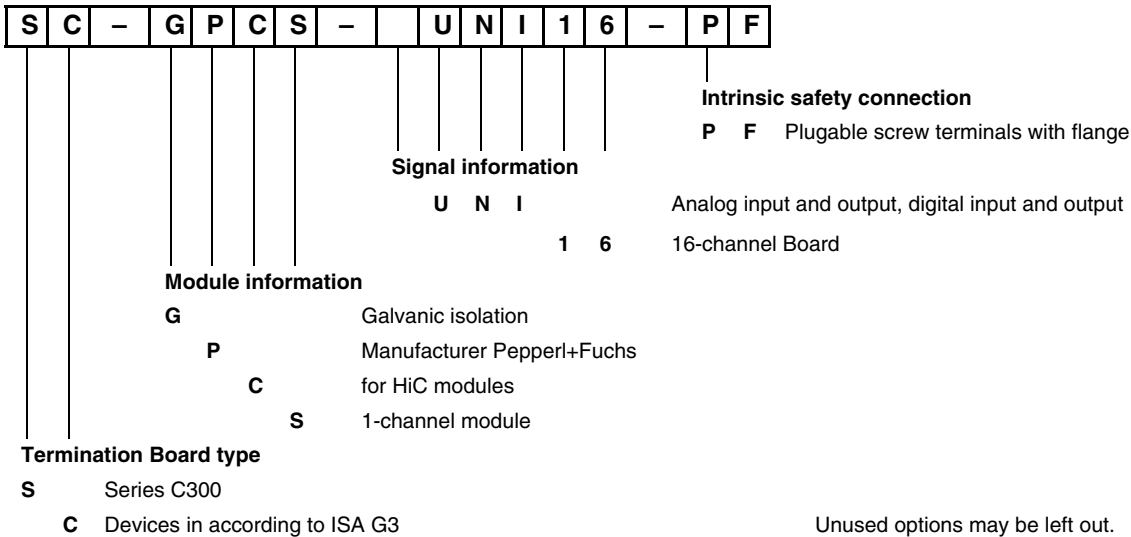 S C – G P C S – U N I 1 6 – P F
Intrinsic safety connection
P F Plugable screw terminals with flange
Signal information
U N I Analog input and output, digital input and output
1 6 16-channel Board
Module information
G Galvanic isolation
P Manufacturer Pepperl+Fuchs
C for HiC modules
S 1-channel module
Termination Board type
S Series C300
C Devices in according to ISA G3 Unused options may be left out.